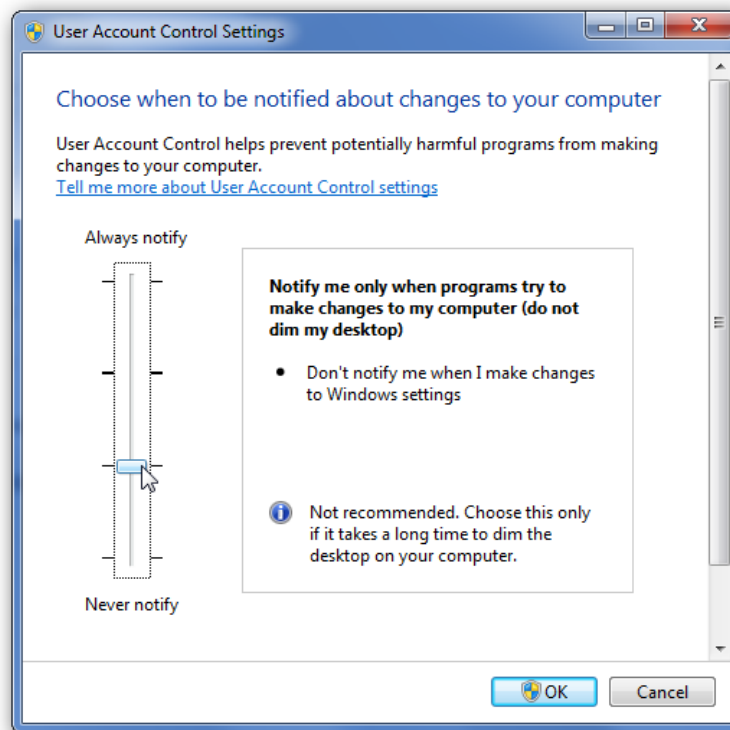 User Account Control Settings
Choose when to be notified about changes to your computer
User Account Control helps prevent potentially harmful programs from making
changes to your computer.
Tell me more about User Account Control settings
Always notify
Notify me only when programs try to
make changes to my computer (do not
dim my desktop)
• Don't notify me when I make changes
to Windows settings
Not recommended. Choose this only
if it takes a long time to dim the
desktop on your computer.
Never notify
OK
Cancel